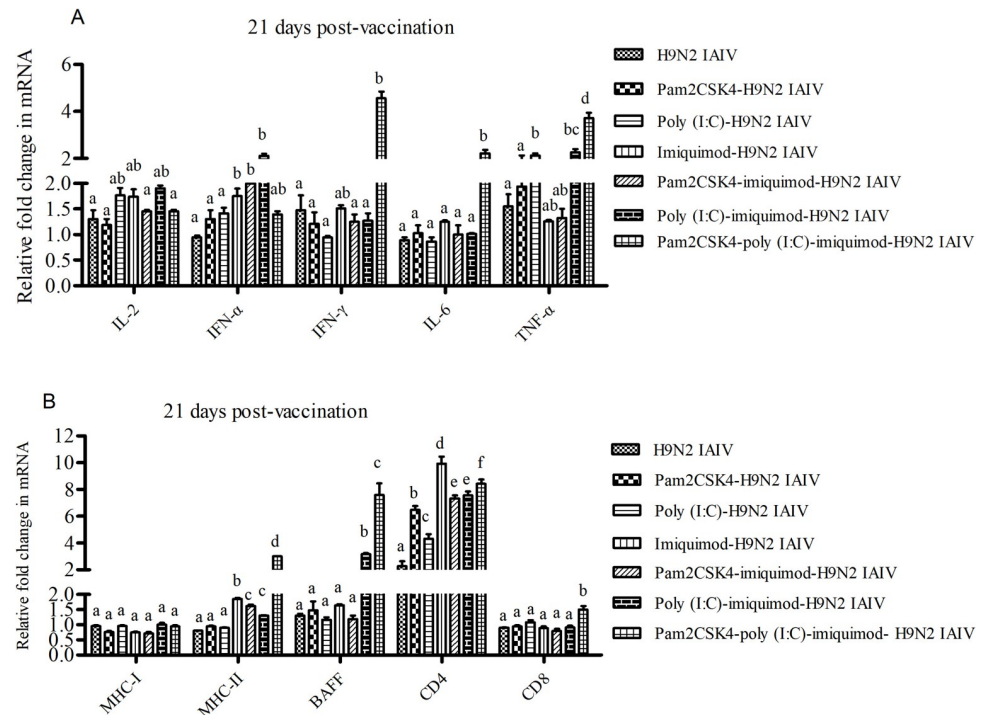 A
21 days post-vaccination
Relative fold change in mRNA
6
4
2
2.0
1.5
1.0
0.5
0.0
a a ab ab a ab a
a a a b b b ab
a a a ab a a b
a a a a a a b
a a b ab a bc d
IL-2 IFN-α IFN-γ IL-6 TNF-α
H9N2 IAIV
Pam2CSK4-H9N2 IAIV
Poly (I:C)-H9N2 IAIV
Imiquimod-H9N2 IAIV
Pam2CSK4-imiquimod-H9N2 IAIV
Poly (I:C)-imiquimod-H9N2 IAIV
Pam2CSK4-poly (I:C)-imiquimod-H9N2 IAIV
B
21 days post-vaccination
Relative fold change in mRNA
12
10
8
6
4
2
2.0
1.5
1.0
0.5
0.0
a a a a a a a
a a a b c c d
a a a a a b c
a b c d e e f
a a a a a a b
MHC-I MHC-II BAFF CD4 CD8
H9N2 IAIV
Pam2CSK4-H9N2 IAIV
Poly (I:C)-H9N2 IAIV
Imiquimod-H9N2 IAIV
Pam2CSK4-imiquimod-H9N2 IAIV
Poly (I:C)-imiquimod-H9N2 IAIV
Pam2CSK4-poly (I:C)-imiquimod- H9N2 IAIV